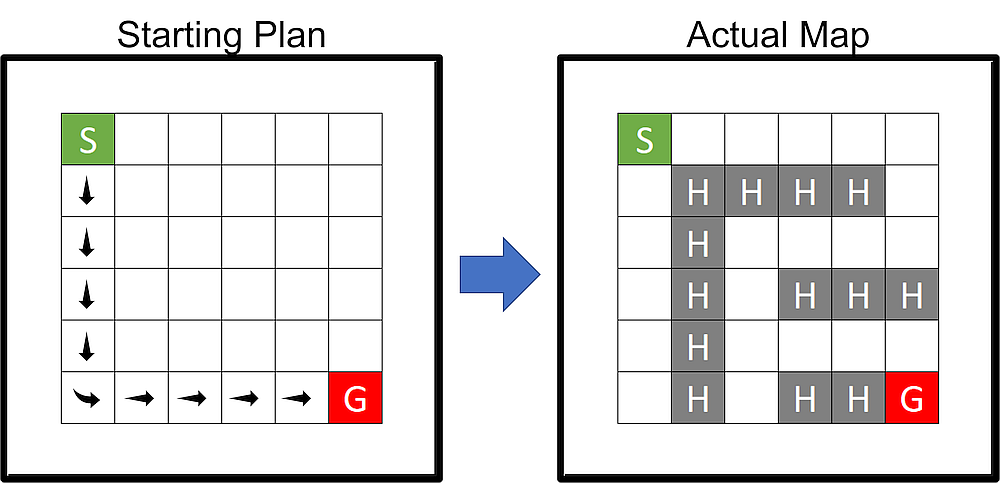 Starting Plan
Actual Map
S
G
S
H H H H
H
H H H H
H
H H H G